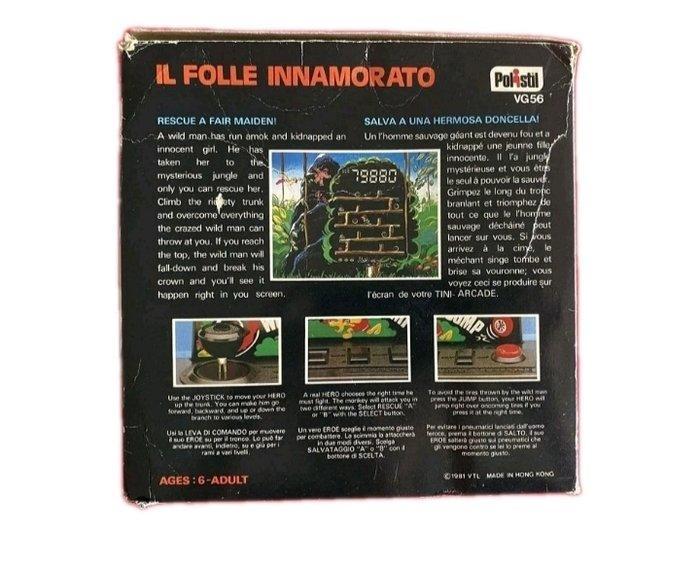 IL FOLLE INNAMORATO
Polistil
VG56
RESCUE A FAIR MAIDEN!
A wild man has run amok and kidnapped an
innocent girl. He has
taken her to the
mysterious jungle and
only you can rescue her.
Climb the rickety trunk
and overcome everything
the crazed wild man can
throw at you. If you reach
the top, the wild man will
fall-down and break his
crown and you'll see it
happen right in you screen.
SALVA A UNA HERMOSA DONCELLA!
Un l'homme sauvage géant est devenu fou et a
kidnappé une jeunne fille
innocente. Il l'a jungle
mystérieuse et vous êtes
le seul à pouvoir la sauver.
Grimpez le long du tronc
branlant et triomphez de
tout ce que le l'homme
sauvage déchaîné peut
lancer sur vous. Si vous
arrivez à la cime, le
méchant singe tombe et
brise sa vouronne; vous
voyez ceci se produire sur
l'écran de votre TINI-ARCADE.
79880
Use the JOYSTICK to move your HERO
up the trunk. You can make him go
forward, backward, and up or down the
branch to various levels.
Usi la LEVA DI COMANDO per muovere
il suo EROE su per il tronco. Lo può far
andare avanti, indietro, su e giù per i
rami a vari livelli.
A real HERO chooses the right time he
must fight. The monkey will attack you in
two different ways. Select RESCUE "A"
or "B" with the SELECT button.
Un vero EROE sceglie il momento giusto
per combattere. La scimmia lo attaccherà
in due modi diversi. Scelga
SALVATAGGIO "A" o "B" con il
bottone di SCELTA.
To avoid the tires thrown by the wild man
press the JUMP button, your HERO will
jump right over oncoming tires if you
press it at the right time.
Per evitare i pneumatici lanciati dall'uomo
feroce, prema il bottone di SALTO, il suo
EROE salterà giusto sui pneumatici che
gli vengono contro se lei lo preme al
momento giusto.
AGES : 6-ADULT
©1981 VTL MADE IN HONG KONG